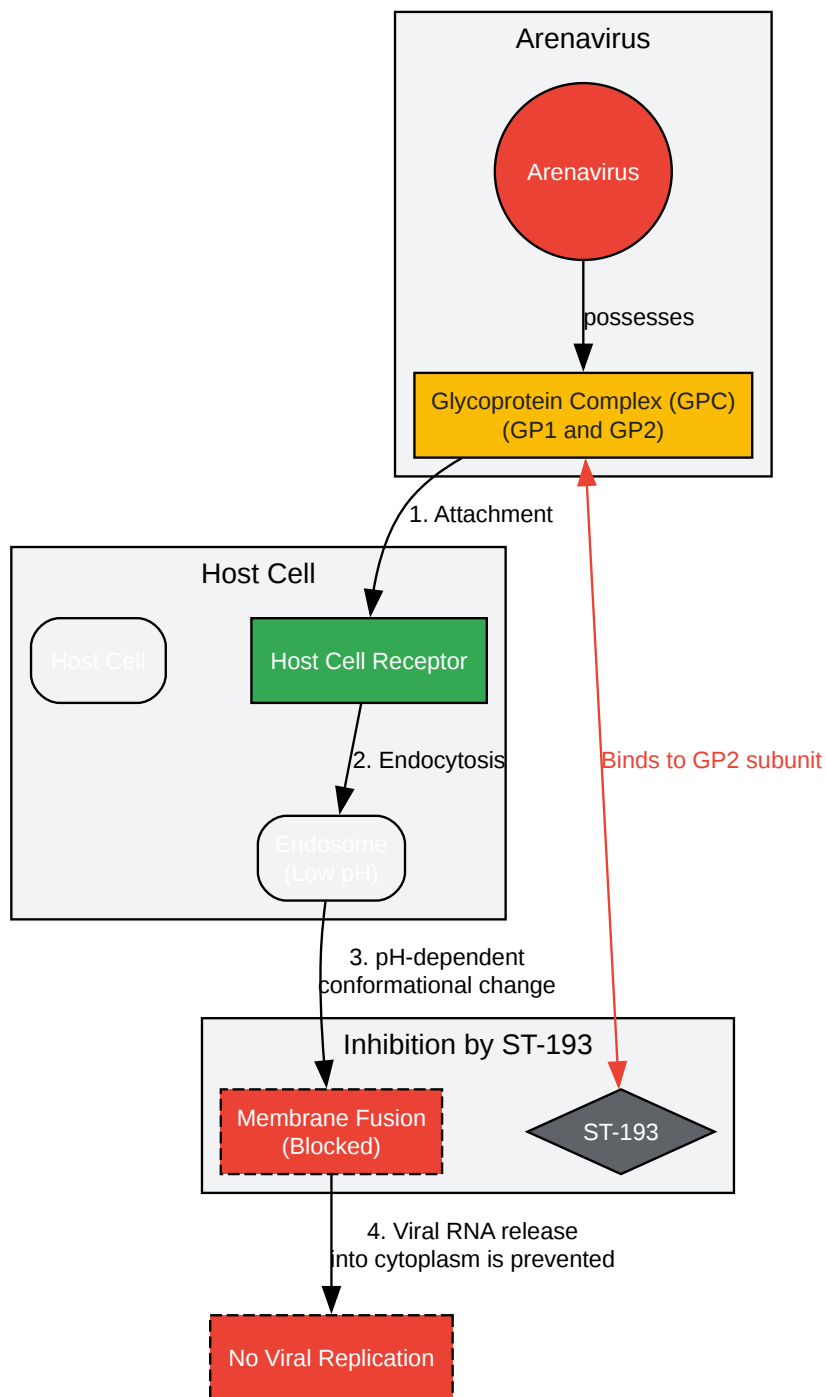 Arenavirus
Arenavirus
possesses
Glycoprotein Complex (GPC)
(GP1 and GP2)
1. Attachment
Host Cell
Host Cell
Host Cell Receptor
2. Endocytosis
Binds to GP2 subunit
Endosome
(Low pH)
3. pH-dependent
conformational change
Inhibition by ST-193
Membrane Fusion
(Blocked)
ST-193
4. Viral RNA release
into cytoplasm is prevented
No Viral Replication